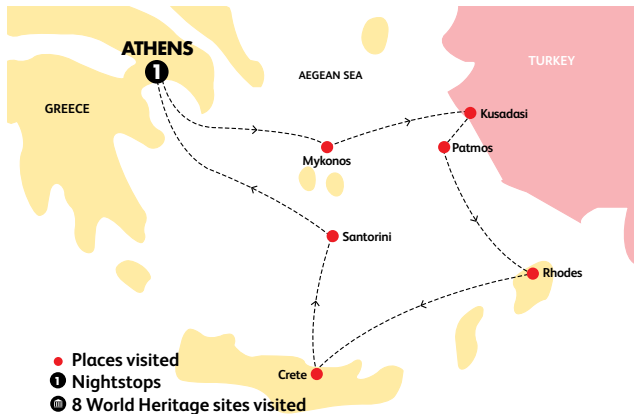 ATHENS
1
AEGEAN SEA
TURKEY
GREECE
Kusadasi
Mykonos
Patmos
Santorini
Rhodes
Crete
Places visited
1 Nightstops
8 World Heritage sites visited